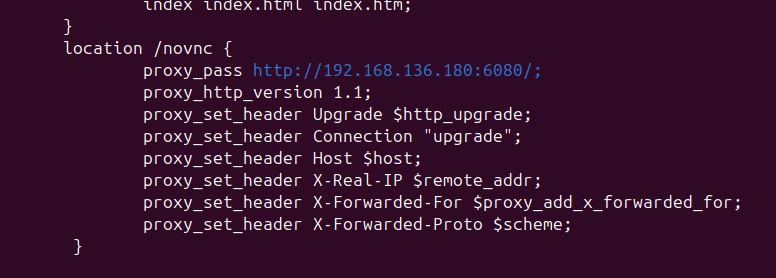 index index.html index.htm;
}
location /novnc {
proxy_pass http://192.168.136.180:6080/;
proxy_http_version 1.1;
proxy_set_header Upgrade $http_upgrade;
proxy_set_header Connection "upgrade";
proxy_set_header Host $host;
proxy_set_header X-Real-IP $remote_addr;
proxy_set_header X-Forwarded-For $proxy_add_x_forwarded_for;
proxy_set_header X-Forwarded-Proto $scheme;
}